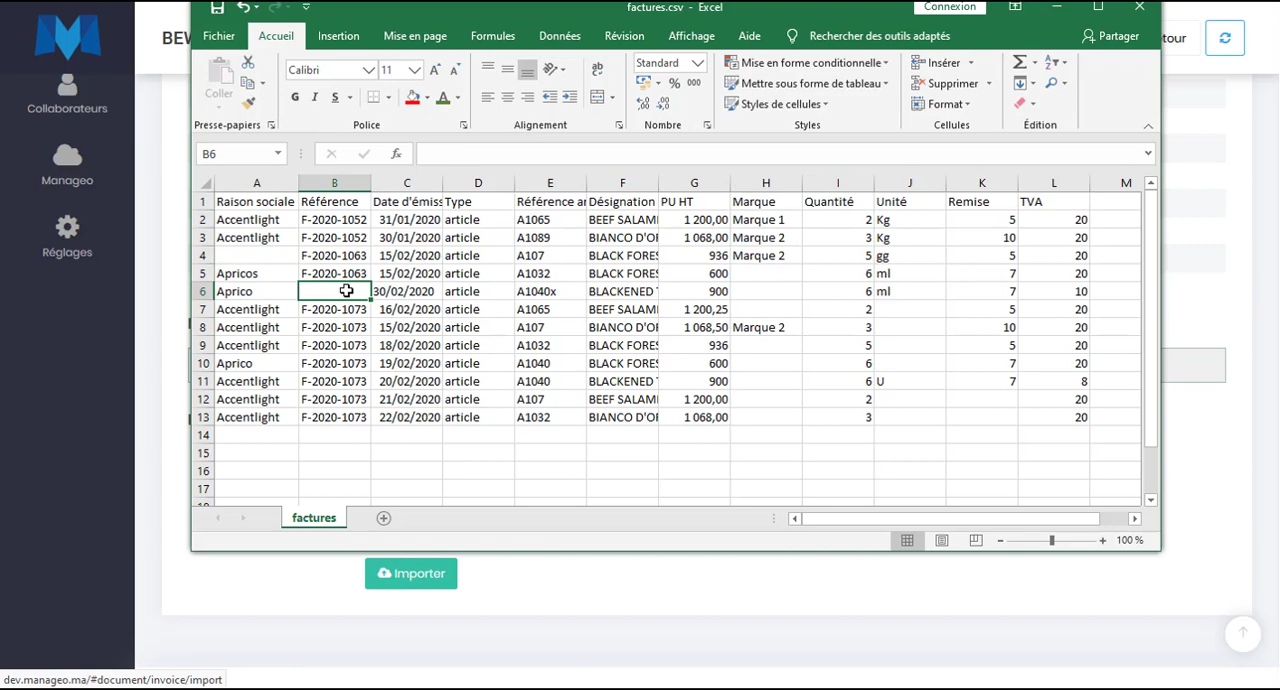 factures.csv - Excel
Connexion
BEW
etour
Fichier Accueil Insertion Mise en page Formules Données Révision Affichage Aide Rechercher des outils adaptés Partager
Collaborateurs
Manageo
Réglages
Coller
Calibri 11
G I S
Standard
% 000
Mise en forme conditionnelle
Mettre sous forme de tableau
Styles de cellules
Insérer
Supprimer
Format
Presse-papiers Police Alignement Nombre Styles Cellules Édition
B6 fx
A B C D E F G H I J K L M
1 Raison sociale Référence Date d'émiss Type Référence ar Désignation PU HT Marque Quantité Unité Remise TVA
2 Accentlight F-2020-1052 31/01/2020 article A1065 BEEF SALAMI 1 200,00 Marque 1 2 Kg 5 20
3 Accentlight F-2020-1052 30/01/2020 article A1089 BIANCO D'OR 1 068,00 Marque 2 3 Kg 10 20
4 F-2020-1063 15/02/2020 article A107 BLACK FORES 936 Marque 2 5 gg 5 20
5 Apricos F-2020-1063 15/02/2020 article A1032 BLACK FORES 600 6 ml 7 20
6 Aprico 30/02/2020 article A1040x BLACKENED T 900 6 ml 7 10
7 Accentlight F-2020-1073 16/02/2020 article A1065 BEEF SALAMI 1 200,25 2 5 20
8 Accentlight F-2020-1073 15/02/2020 article A107 BIANCO D'OR 1 068,50 Marque 2 3 10 20
9 Accentlight F-2020-1073 18/02/2020 article A1032 BLACK FORES 936 5 5 20
10 Aprico F-2020-1073 19/02/2020 article A1040 BLACK FORES 600 6 7 20
11 Accentlight F-2020-1073 20/02/2020 article A1040 BLACKENED T 900 6 U 7 8
12 Accentlight F-2020-1073 21/02/2020 article A107 BEEF SALAMI 1 200,00 2 20
13 Accentlight F-2020-1073 22/02/2020 article A1032 BIANCO D'OR 1 068,00 3 20
14
15
16
17
factures
100 %
Importer
dev.manageo.ma/#document/invoice/import